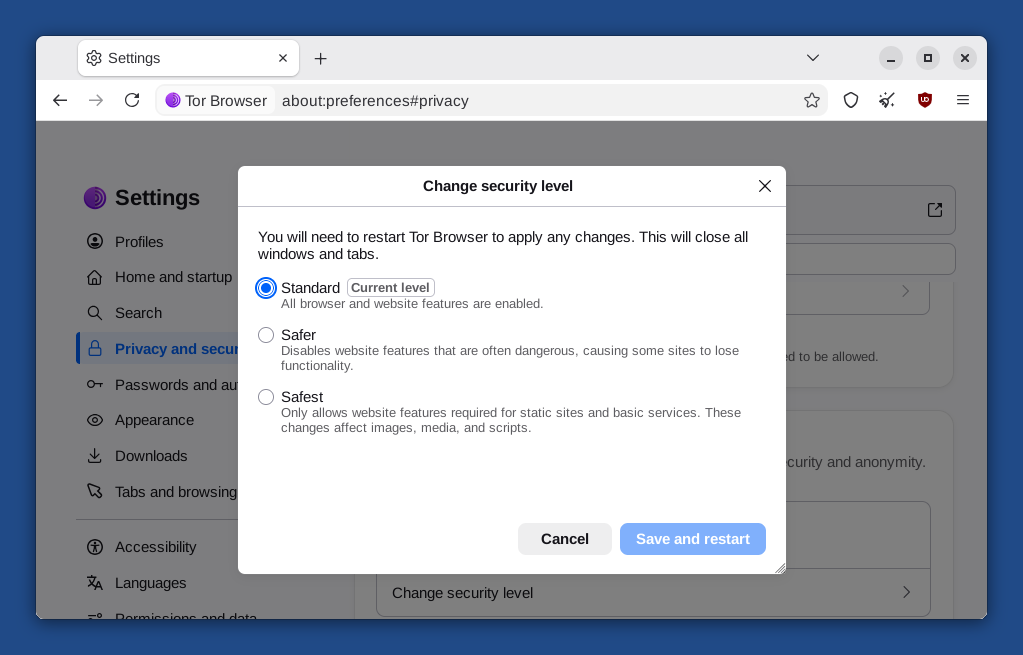 Settings
Tor Browser about:preferences#privacy
Settings
Profiles
Home and startup
Search
Privacy and secur
Passwords and au
Appearance
Downloads
Tabs and browsing
Accessibility
Languages
Permissions and data
Change security level
You will need to restart Tor Browser to apply any changes. This will close all
windows and tabs.
Standard Current level
All browser and website features are enabled.
Safer
Disables website features that are often dangerous, causing some sites to lose
functionality.
Safest
Only allows website features required for static sites and basic services. These
changes affect images, media, and scripts.
Cancel Save and restart
ed to be allowed.
curity and anonymity.
Change security level